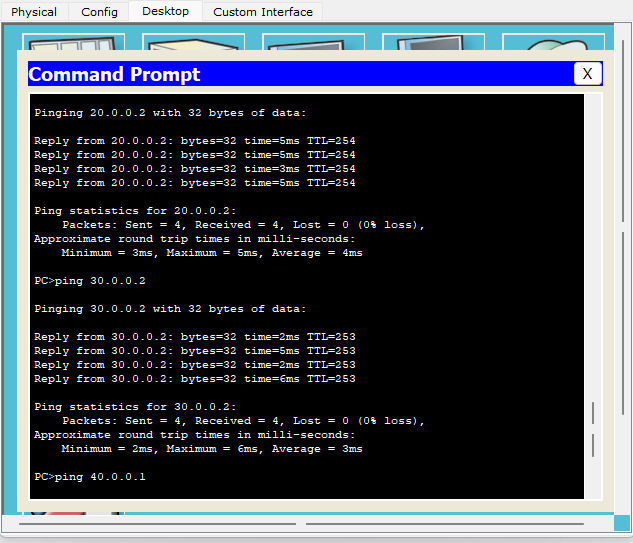 Physical Config Desktop Custom Interface
Command Prompt X
Pinging 20.0.0.2 with 32 bytes of data:
Reply from 20.0.0.2: bytes=32 time=5ms TTL=254
Reply from 20.0.0.2: bytes=32 time=5ms TTL=254
Reply from 20.0.0.2: bytes=32 time=3ms TTL=254
Reply from 20.0.0.2: bytes=32 time=5ms TTL=254
Ping statistics for 20.0.0.2:
Packets: Sent = 4, Received = 4, Lost = 0 (0% loss),
Approximate round trip times in milli-seconds:
Minimum = 3ms, Maximum = 5ms, Average = 4ms
PC>ping 30.0.0.2
Pinging 30.0.0.2 with 32 bytes of data:
Reply from 30.0.0.2: bytes=32 time=2ms TTL=253
Reply from 30.0.0.2: bytes=32 time=5ms TTL=253
Reply from 30.0.0.2: bytes=32 time=2ms TTL=253
Reply from 30.0.0.2: bytes=32 time=6ms TTL=253
Ping statistics for 30.0.0.2:
Packets: Sent = 4, Received = 4, Lost = 0 (0% loss),
Approximate round trip times in milli-seconds:
Minimum = 2ms, Maximum = 6ms, Average = 3ms
PC>ping 40.0.0.1